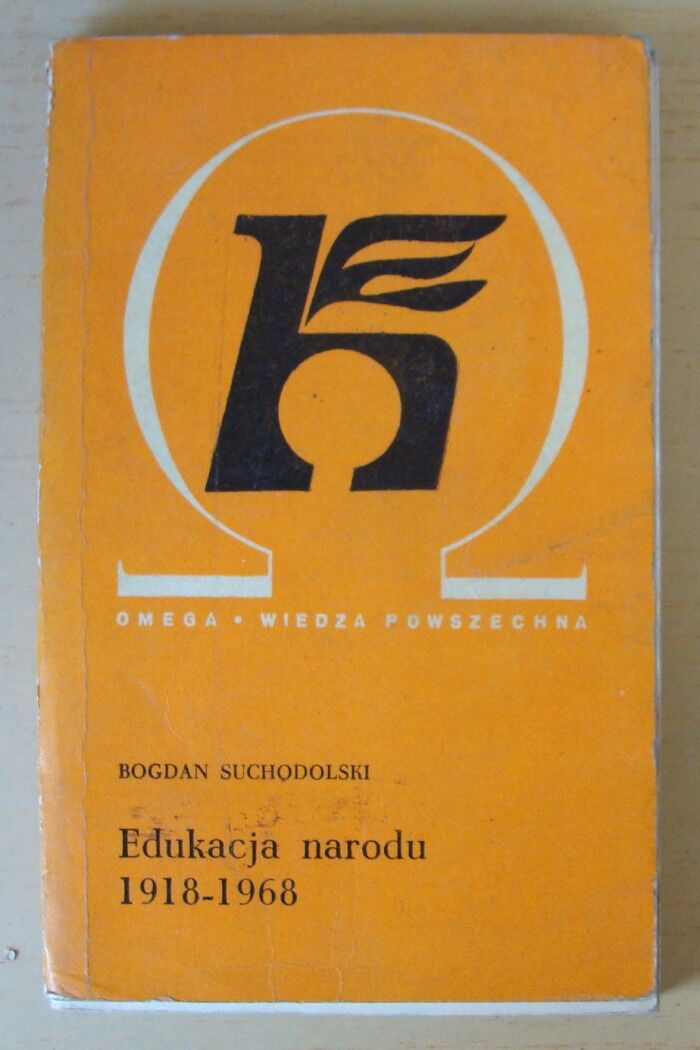 OMEGA • WIEDZA POWSZECHNA
BOGDAN SUCHODOLSKI
Edukacja narodu
1918-1968